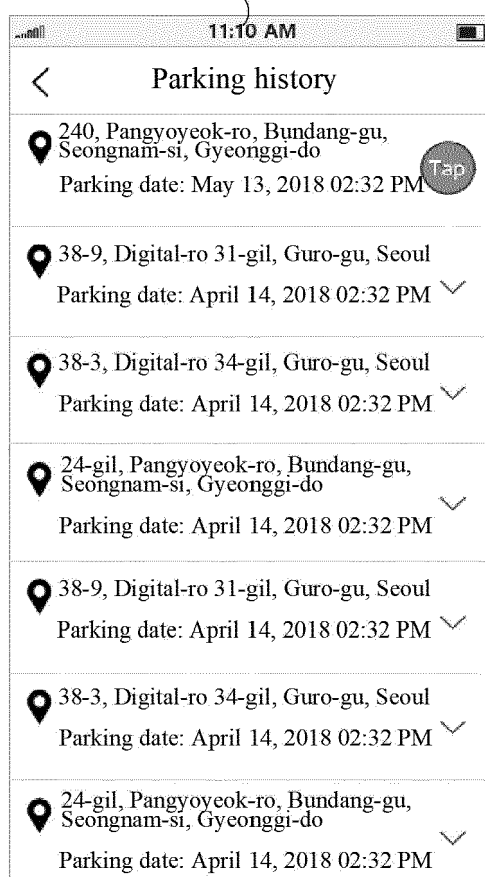 11:10 AM
Parking history
240, Pangyoyeok-ro, Bundang-gu,
Seongnam-si, Gyeonggi-do
Tap
Parking date: May 13, 2018 02:32 PM
38-9, Digital-ro 31-gil, Guro-gu, Seoul
Parking date: April 14, 2018 02:32 PM
38-3, Digital-ro 34-gil, Guro-gu, Seoul
Parking date: April 14, 2018 02:32 PM
24-gil, Pangyoyeok-ro, Bundang-gu,
Seongnam-si, Gyeonggi-do
Parking date: April 14, 2018 02:32 PM
38-9, Digital-ro 31-gil, Guro-gu, Seoul
Parking date: April 14, 2018 02:32 PM
38-3, Digital-ro 34-gil, Guro-gu, Seoul
Parking date: April 14, 2018 02:32 PM
24-gil, Pangyoyeok-ro, Bundang-gu,
Seongnam-si, Gyeonggi-do
Parking date: April 14, 2018 02:32 PM